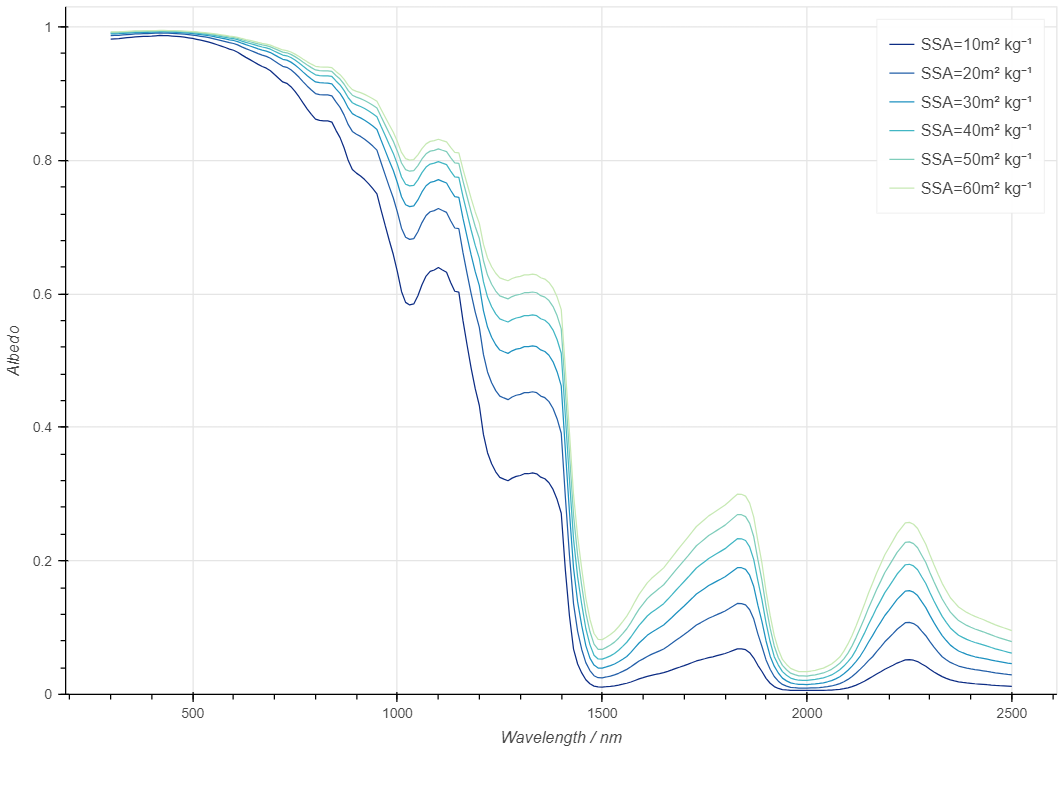 1
0.8
0.6
0.4
0.2
0
Albedo
500
1000
1500
2000
2500
Wavelength / nm
SSA=10m² kg⁻¹
SSA=20m² kg⁻¹
SSA=30m² kg⁻¹
SSA=40m² kg⁻¹
SSA=50m² kg⁻¹
SSA=60m² kg⁻¹